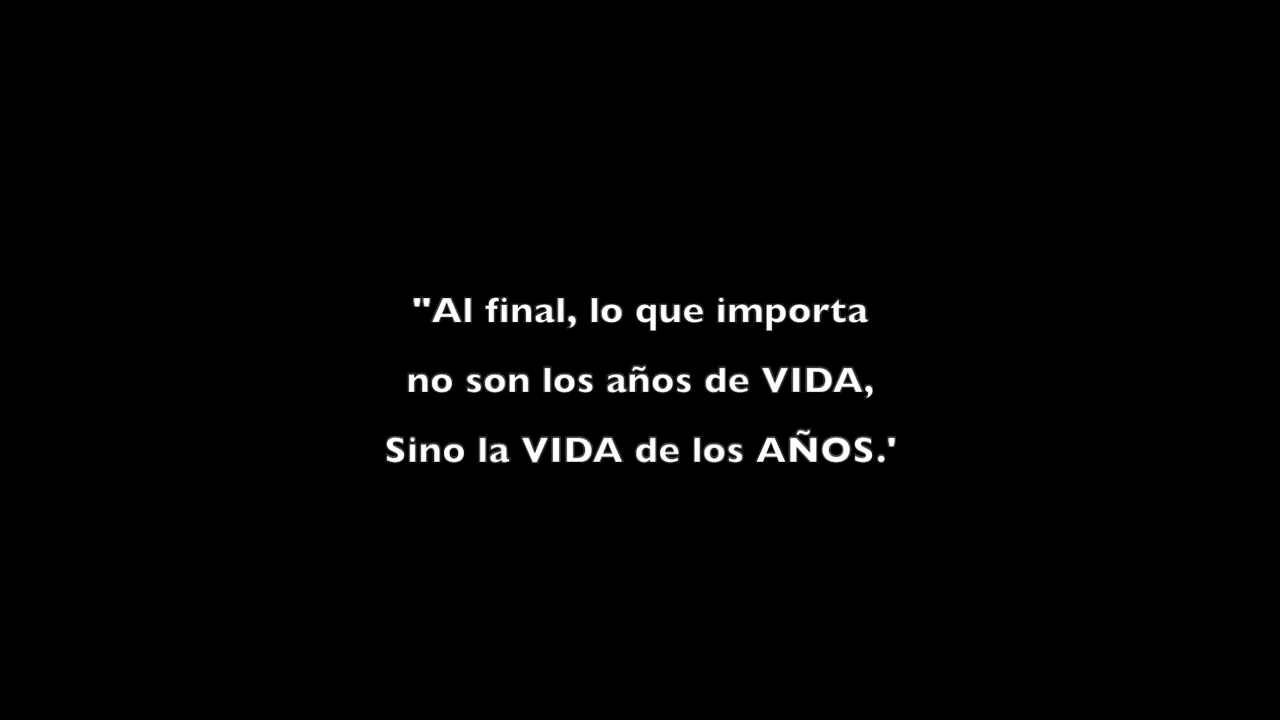 "Al final, lo que importa
no son los años de VIDA,
Sino la VIDA de los AÑOS.'